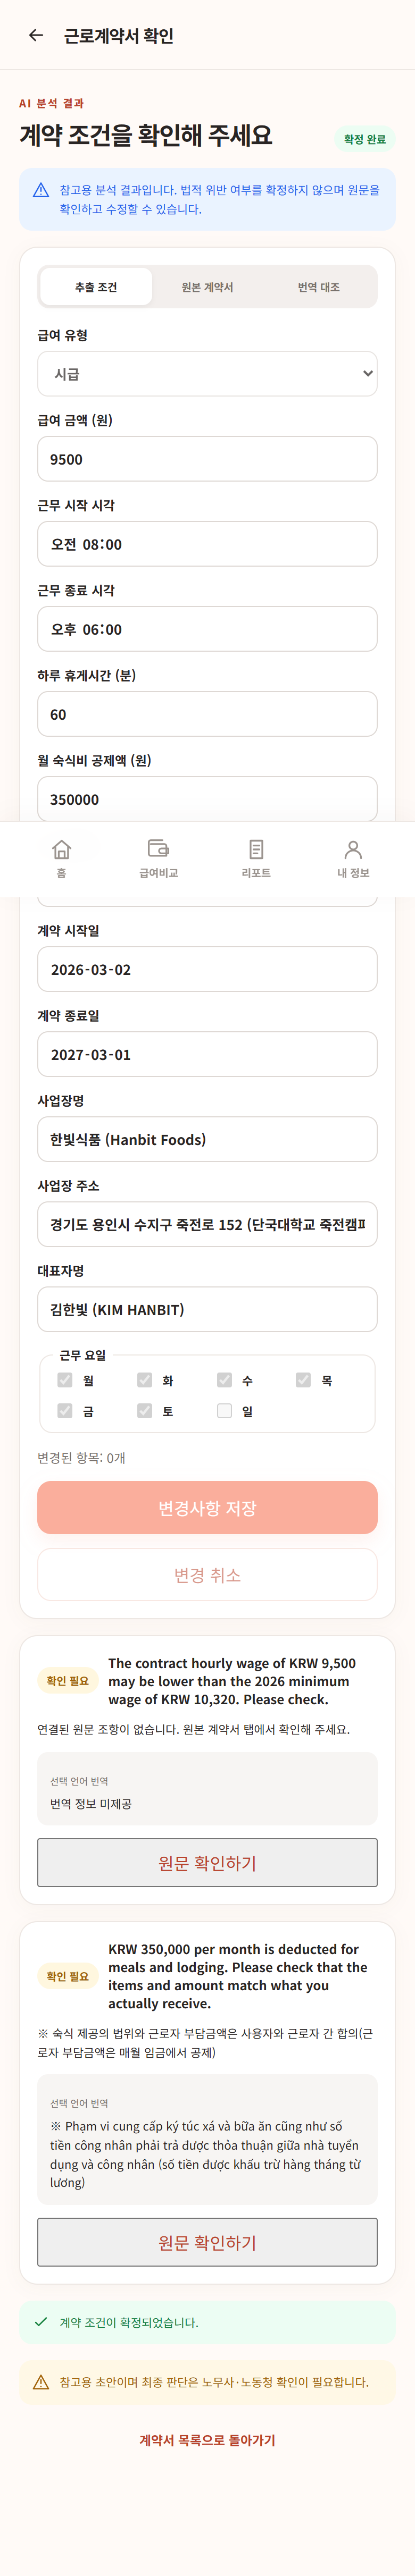 근로계약서 확인
AI 분석 결과
계약 조건을 확인해 주세요
확정 완료
참고용 분석 결과입니다. 법적 위반 여부를 확정하지 않으며 원문을
확인하고 수정할 수 있습니다.
추출 조건
원본 계약서
번역 대조
급여 유형
시급
급여 금액 (원)
9500
근무 시작 시각
오전 08:00
근무 종료 시각
오후 06:00
하루 휴게시간 (분)
60
월 숙식비 공제액 (원)
350000
홈
급여비교
리포트
내 정보
계약 시작일
2026-03-02
계약 종료일
2027-03-01
사업장명
한빛식품 (Hanbit Foods)
사업장 주소
경기도 용인시 수지구 죽전로 152 (단국대학교 죽전캠퍼
대표자명
김한빛 (KIM HANBIT)
근무 요일
월
화
수
목
금
토
일
변경된 항목: 0개
변경사항 저장
변경 취소
확인 필요
The contract hourly wage of KRW 9,500
may be lower than the 2026 minimum
wage of KRW 10,320. Please check.
연결된 원문 조항이 없습니다. 원본 계약서 탭에서 확인해 주세요.
선택 언어 번역
번역 정보 미제공
원문 확인하기
확인 필요
KRW 350,000 per month is deducted for
meals and lodging. Please check that the
items and amount match what you
actually receive.
※ 숙식 제공의 범위와 근로자 부담금액은 사용자와 근로자 간 합의(근
로자 부담금액은 매월 임금에서 공제)
선택 언어 번역
※ Phạm vi cung cấp ký túc xá và bữa ăn cũng như số
tiền công nhân phải trả được thỏa thuận giữa nhà tuyển
dụng và công nhân (số tiền được khấu trừ hàng tháng từ
lương)
원문 확인하기
계약 조건이 확정되었습니다.
참고용 초안이며 최종 판단은 노무사·노동청 확인이 필요합니다.
계약서 목록으로 돌아가기